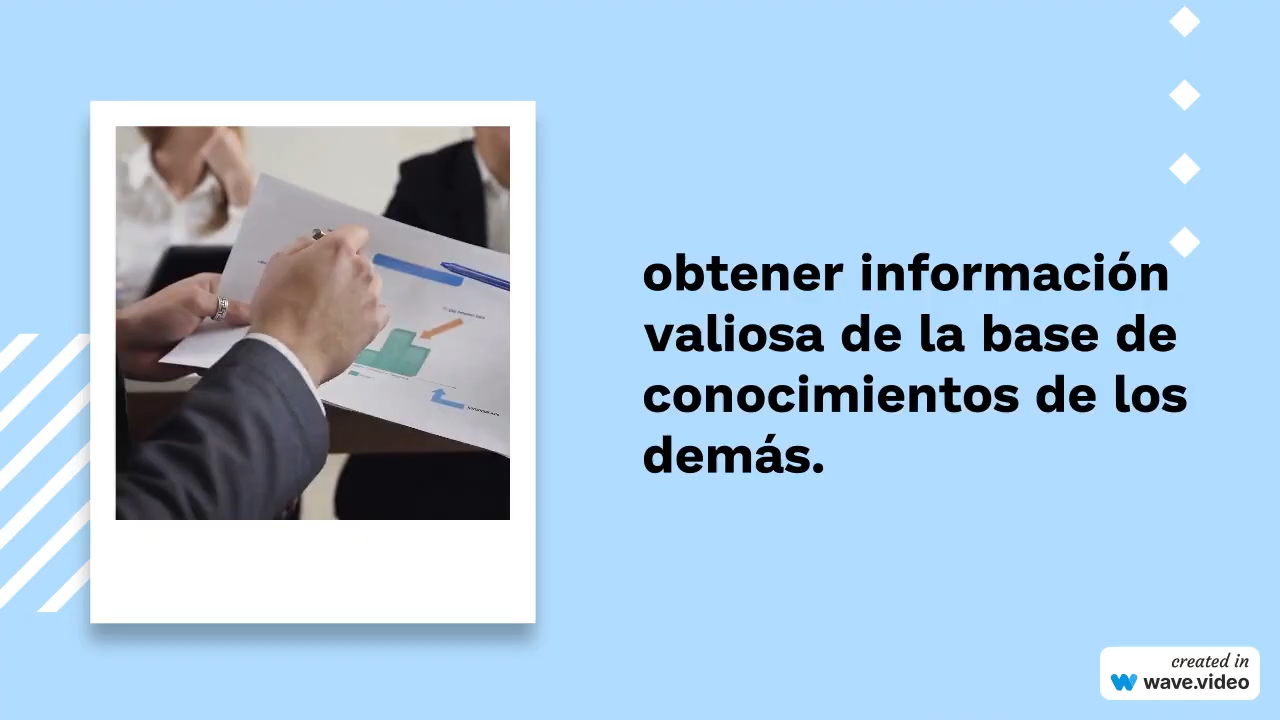 obtener información
valiosa de la base de
conocimientos de los
demás.
created in
wave.video